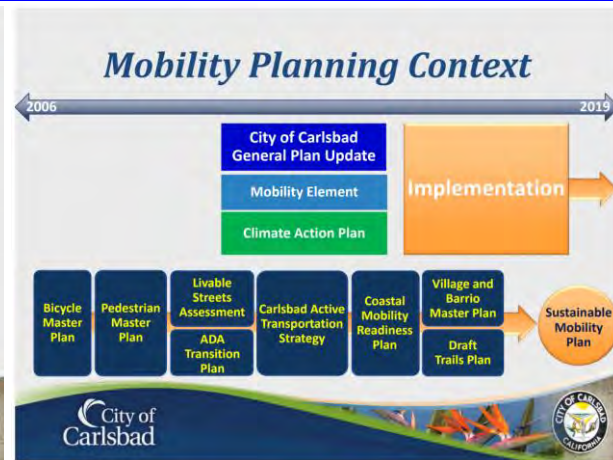 Mobility Planning Context
2006
2019
City of Carlsbad
General Plan Update
Mobility Element
Climate Action Plan
Implementation
Bicycle
Master
Plan
Pedestrian
Master
Plan
Livable
Streets
Assessment
ADA
Transition
Plan
Carlsbad Active
Transportation
Strategy
Coastal
Mobility
Readiness
Plan
Village and
Barrio
Master Plan
Draft
Trails Plan
Sustainable
Mobility
Plan
City of
Carlsbad
CITY OF CARLSBAD
CALIFORNIA